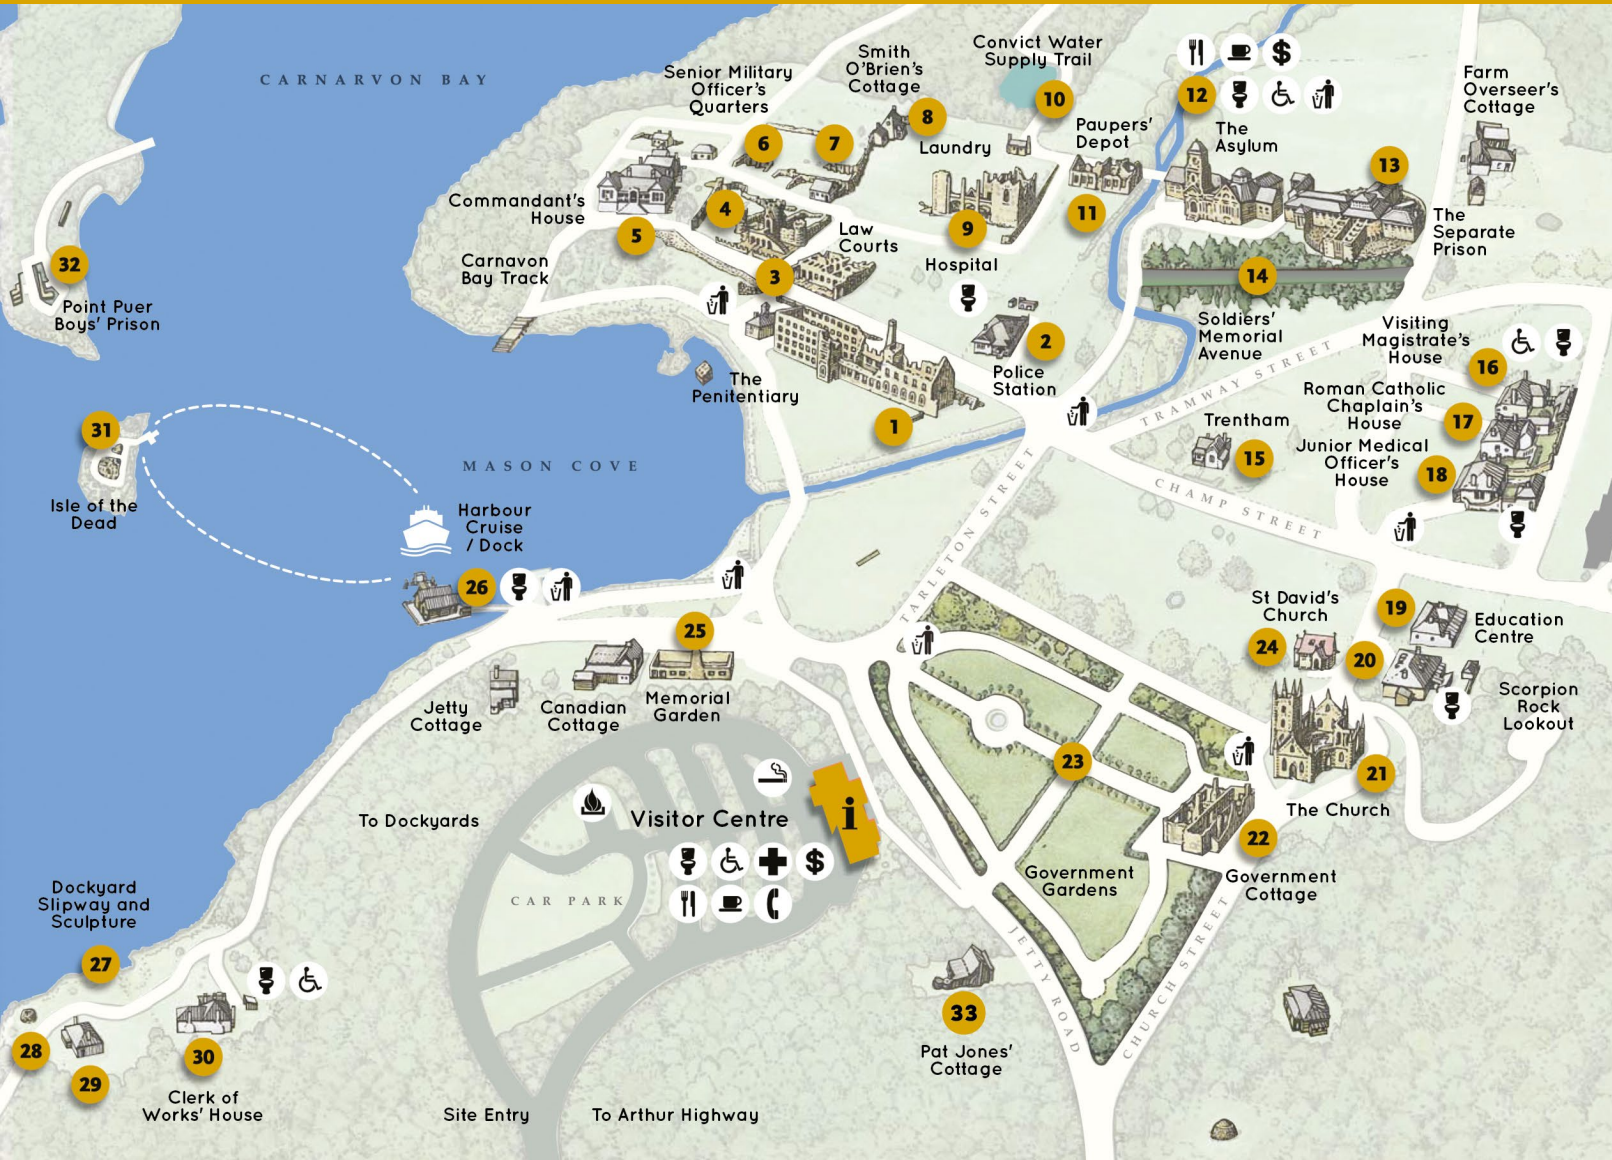 CARNARVON BAY
Senior Military
Officer's
Quarters
Smith
O'Brien's
Cottage
Convict Water
Supply Trail
Farm
Overseer's
Cottage
$
12
10
8
7
6
Laundry
Paupers'
Depot
The
Asylum
13
Commandant's
House
4
5
Law
Courts
9
11
The
Separate
Prison
Carnavon
Bay Track
3
Hospital
14
32
Point Puer
Boys' Prison
Soldiers'
Memorial
Avenue
Visiting
Magistrate's
House
16
2
Police
Station
The
Penitentiary
1
TRAMWAY STREET
Roman Catholic
Chaplain's
House
17
Trentham
15
Junior Medical
Officer's
House
18
31
Isle of the
Dead
MASON COVE
CHAMP STREET
Harbour
Cruise
/ Dock
26
TARLETON STREET
25
St David's
Church
24
19
20
Education
Centre
Jetty
Cottage
Canadian
Cottage
Memorial
Garden
Scorpion
Rock
Lookout
23
21
The Church
To Dockyards
Visitor Centre
i
$
22
Government
Gardens
Government
Cottage
CAR PARK
Dockyard
Slipway and
Sculpture
27
JETTY ROAD
CHURCH STREET
33
Pat Jones'
Cottage
28
29
30
Clerk of
Works' House
Site Entry
To Arthur Highway